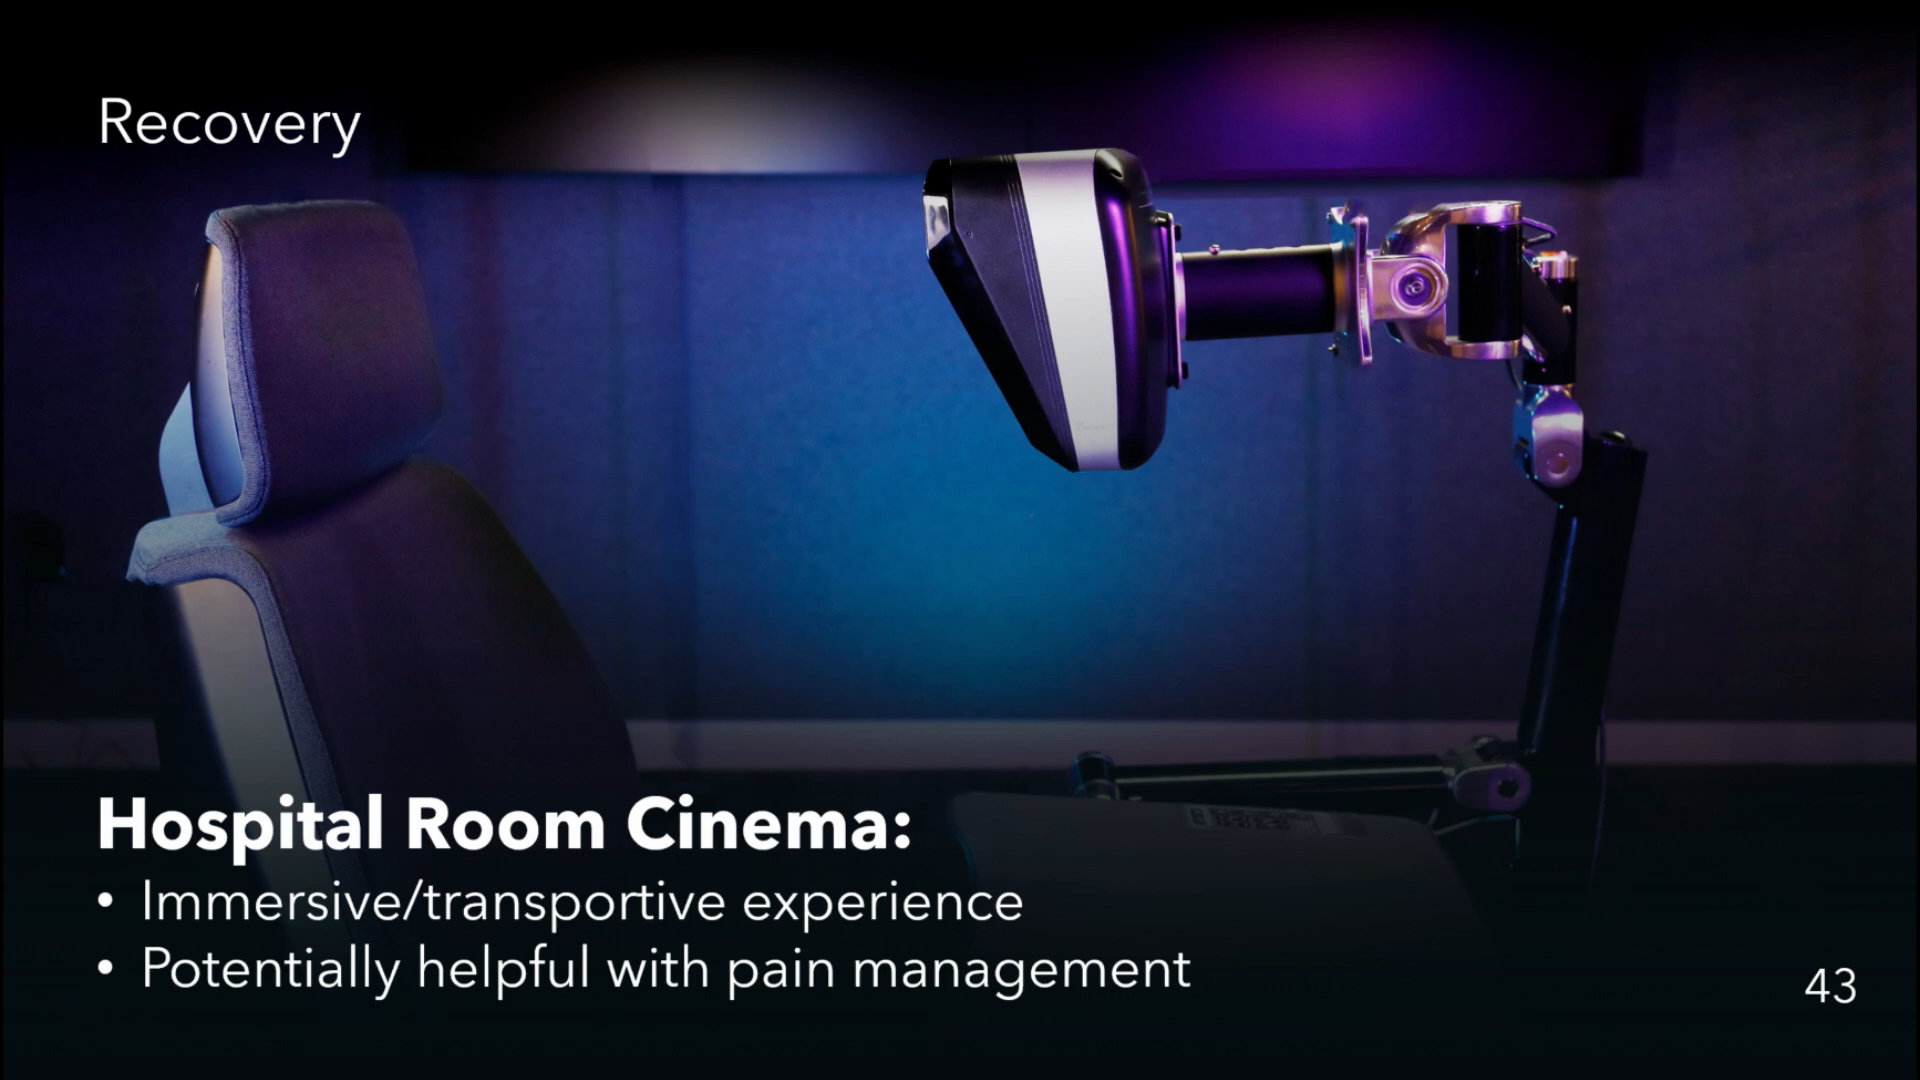 Recovery
Hospital Room Cinema:
• Immersive/transportive experience
• Potentially helpful with pain management
43